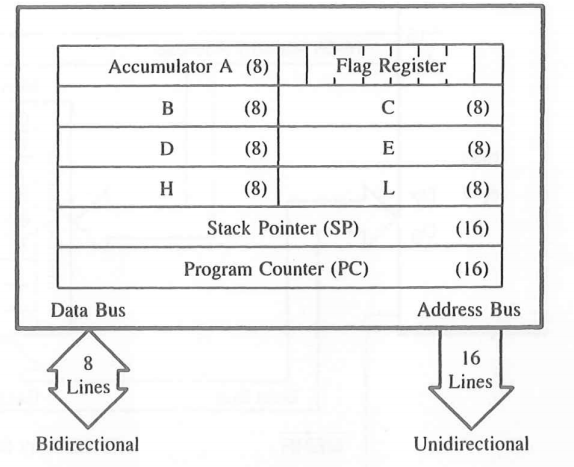 Accumulator A (8) Flag Register
B (8) C (8)
D (8) E (8)
H (8) L (8)
Stack Pointer (SP) (16)
Program Counter (PC) (16)
Data Bus Address Bus
8 16
Lines Lines
Bidirectional Unidirectional